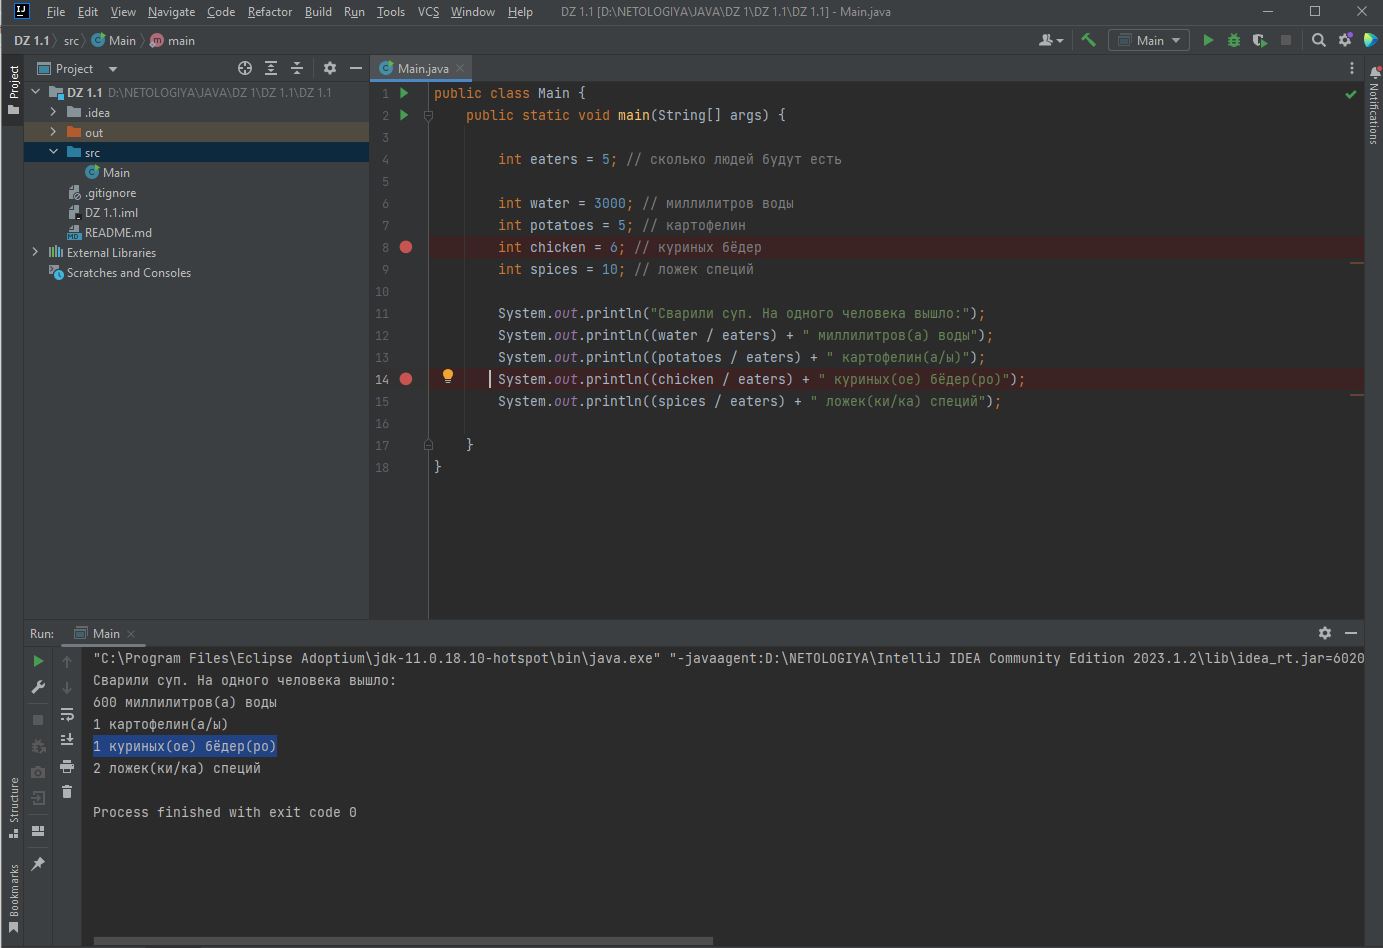 File Edit View Navigate Code Refactor Build Run Tools VCS Window Help DZ 1.1 [D:\NETOLOGIYA\JAVA\DZ 1\DZ 1.1\DZ 1.1] - Main.java
DZ 1.1 src Main main
Main
Project
Project
Main.java
Notifications
DZ 1.1 D:\NETOLOGIYA\JAVA\DZ 1\DZ 1.1\DZ 1.1
.idea
out
src
Main
.gitignore
DZ 1.1.iml
README.md
External Libraries
Scratches and Consoles
1 public class Main {
2 public static void main(String[] args) {
3
4 int eaters = 5; // сколько людей будут есть
5
6 int water = 3000; // миллилитров воды
7 int potatoes = 5; // картофелин
8 int chicken = 6; // куриных бёдер
9 int spices = 10; // ложек специй
10
11 System.out.println("Сварили суп. На одного человека вышло:");
12 System.out.println((water / eaters) + " миллилитров(а) воды");
13 System.out.println((potatoes / eaters) + " картофелин(а/ы)");
14 System.out.println((chicken / eaters) + " куриных(ое) бёдер(ро)");
15 System.out.println((spices / eaters) + " ложек(ки/ка) специй");
16
17 }
18 }
Run: Main
"C:\Program Files\Eclipse Adoptium\jdk-11.0.18.10-hotspot\bin\java.exe" "-javaagent:D:\NETOLOGIYA\IntelliJ IDEA Community Edition 2023.1.2\lib\idea_rt.jar=6020
Сварили суп. На одного человека вышло:
600 миллилитров(а) воды
1 картофелин(а/ы)
1 куриных(ое) бёдер(ро)
2 ложек(ки/ка) специй
Process finished with exit code 0
Structure
Bookmarks